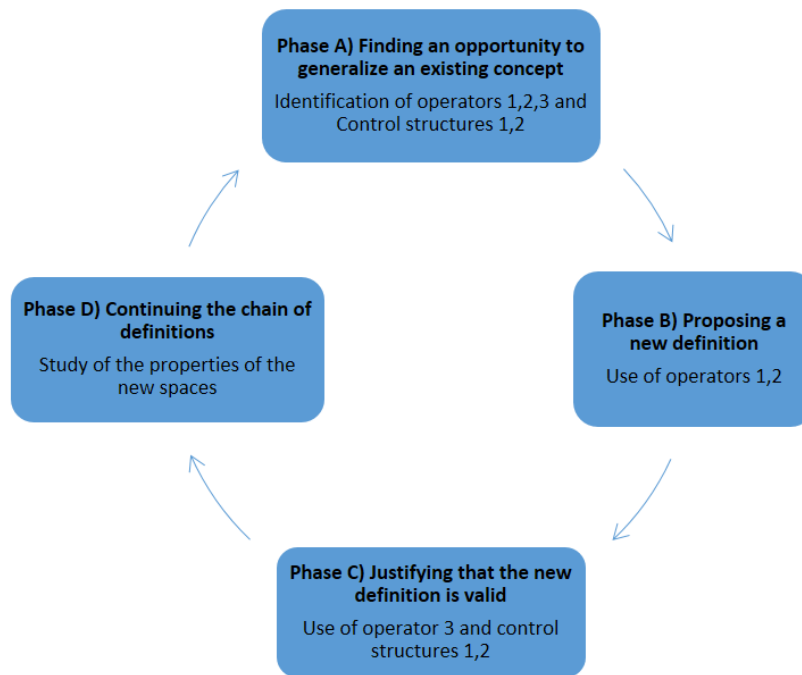 Phase A) Finding an opportunity to
generalize an existing concept
Identification of operators 1,2,3 and
Control structures 1,2
Phase B) Proposing a
new definition
Use of operators 1,2
Phase C) Justifying that the new
definition is valid
Use of operator 3 and control
structures 1,2
Phase D) Continuing the chain of
definitions
Study of the properties of the
new spaces